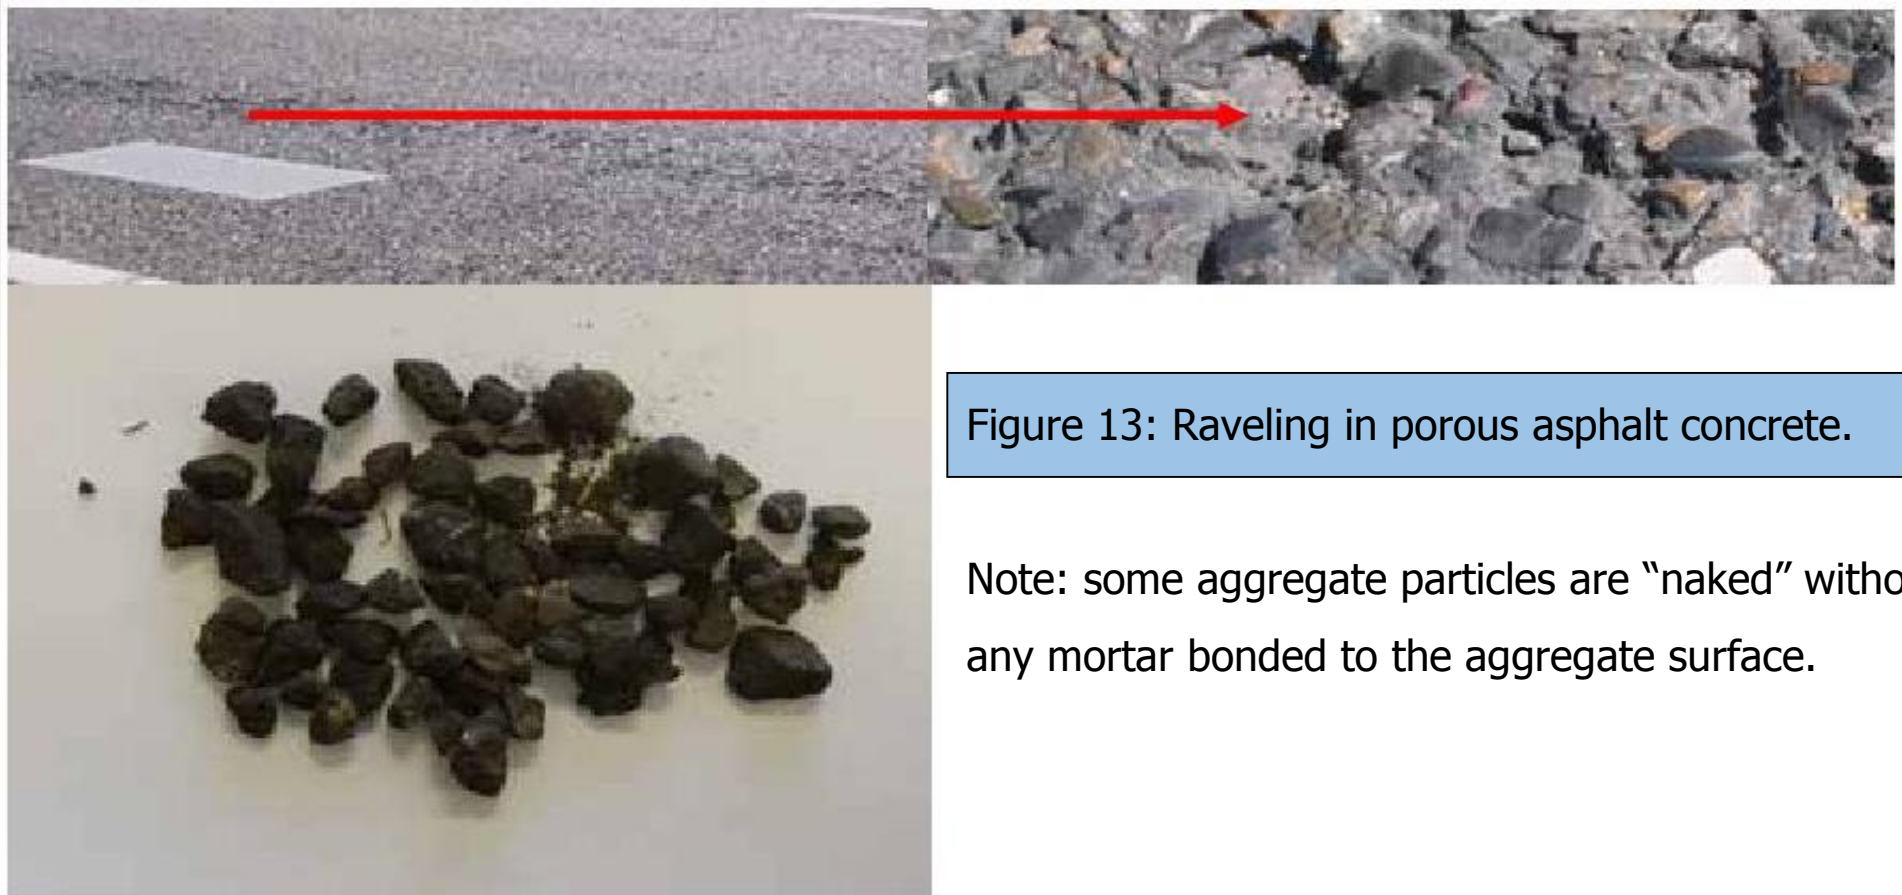 Figure 13: Raveling in porous asphalt concrete.
Note: some aggregate particles are “naked” witho
any mortar bonded to the aggregate surface.